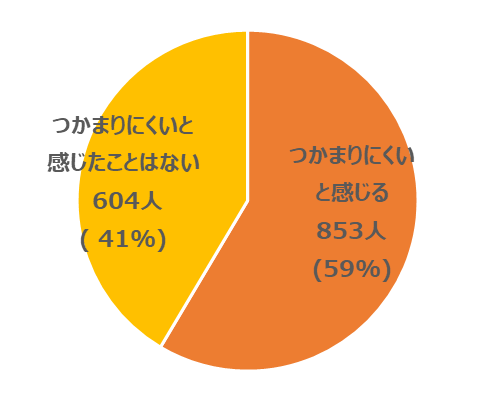 つかまりにくいと
感じたことはない
604人
( 41%)
つかまりにくい
と感じる
853人
(59%)